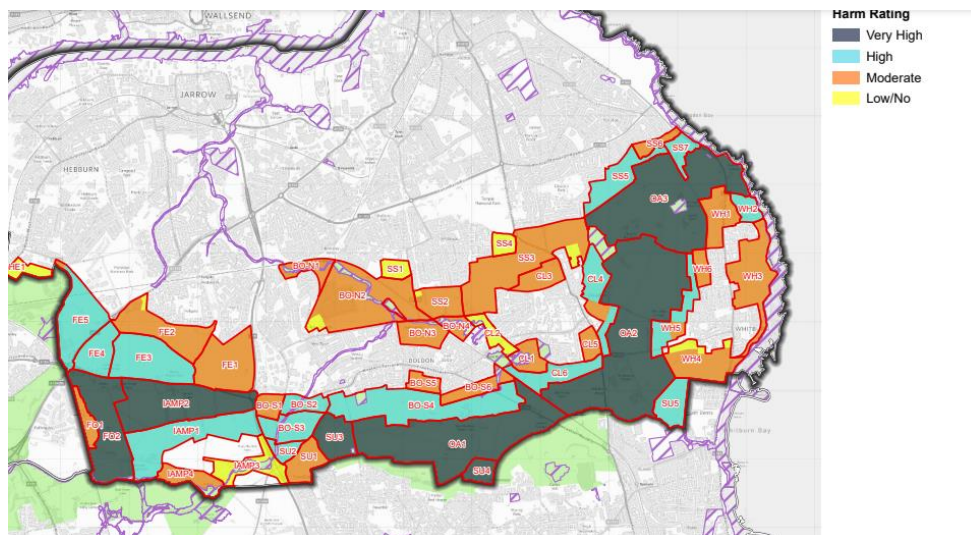 Harm Rating
Very High
High
Moderate
Low/No
WALLSEND
JARROW
HEBBURN
SS6
SS7
SS5
OA3
WH1
WH2
SS4
SS3
BO-N1
SS1
CL3
CL4
WH6
WH3
HE1
BO-N2
SS2
FE5
FE2
BO-N3
BO-N4
CL2
OA2
WH5
WHITB
FE4
FE3
FE1
CL1
CL5
WH4
BOLDON
BO-S5
BO-S6
CL6
IAMP2
BO-S1
BO-S2
BO-S4
SU5
FO1
FO2
IAMP1
BO-S3
SU3
OA1
SU2
SU1
IAMP3
IAMP4
SU4